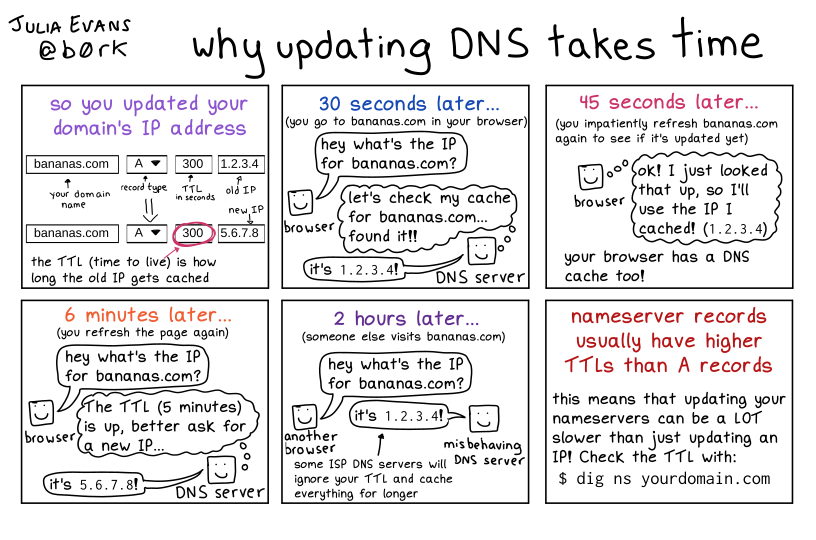 JULIA EVANS
@bØrk
why updating DNS takes time
so you updated your
domain's IP address
bananas.com A ▼ 300 1.2.3.4
your domain
name
record type
TTL
in seconds
old IP
new IP
bananas.com A ▼ 300 5.6.7.8
the TTL (time to live) is how
long the old IP gets cached
30 seconds later...
(you go to bananas.com in your browser)
hey what's the IP
for bananas.com?
browser
let's check my cache
for bananas.com...
found it!!
it's 1.2.3.4!
DNS server
45 seconds later...
(you impatiently refresh bananas.com
again to see if it's updated yet)
browser
ok! I just looked
that up, so I'll
use the IP I
cached! (1.2.3.4)
your browser has a DNS
cache too!
6 minutes later...
(you refresh the page again)
hey what's the IP
for bananas.com?
browser
The TTL (5 minutes)
is up, better ask for
a new IP...
it's 5.6.7.8!
DNS server
2 hours later...
(someone else visits bananas.com)
hey what's the IP
for bananas.com?
another
browser
it's 1.2.3.4!
misbehaving
DNS server
some ISP DNS servers will
ignore your TTL and cache
everything for longer
nameserver records
usually have higher
TTLs than A records
this means that updating your
nameservers can be a LOT
slower than just updating an
IP! Check the TTL with:
$ dig ns yourdomain.com